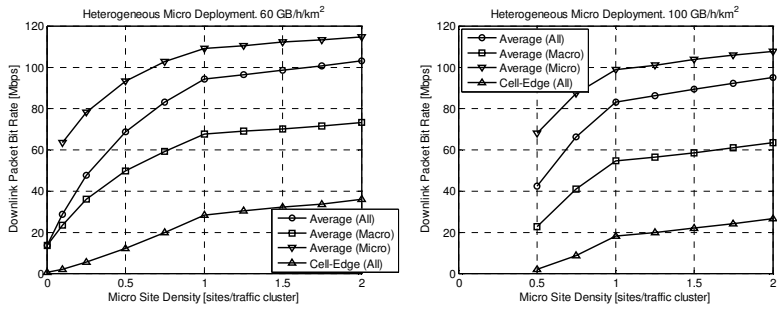 Heterogeneous Micro Deployment. 60 GB/h/km²
Downlink Packet Bit Rate [Mbps]
120
100
80
60
40
20
0
0
0.5
1
1.5
2
Micro Site Density [sites/traffic cluster]
Average (All)
Average (Macro)
Average (Micro)
Cell-Edge (All)
Heterogeneous Micro Deployment. 100 GB/h/km²
Downlink Packet Bit Rate [Mbps]
120
100
80
60
40
20
0
0
0.5
1
1.5
2
Micro Site Density [sites/traffic cluster]
Average (All)
Average (Macro)
Average (Micro)
Cell-Edge (All)